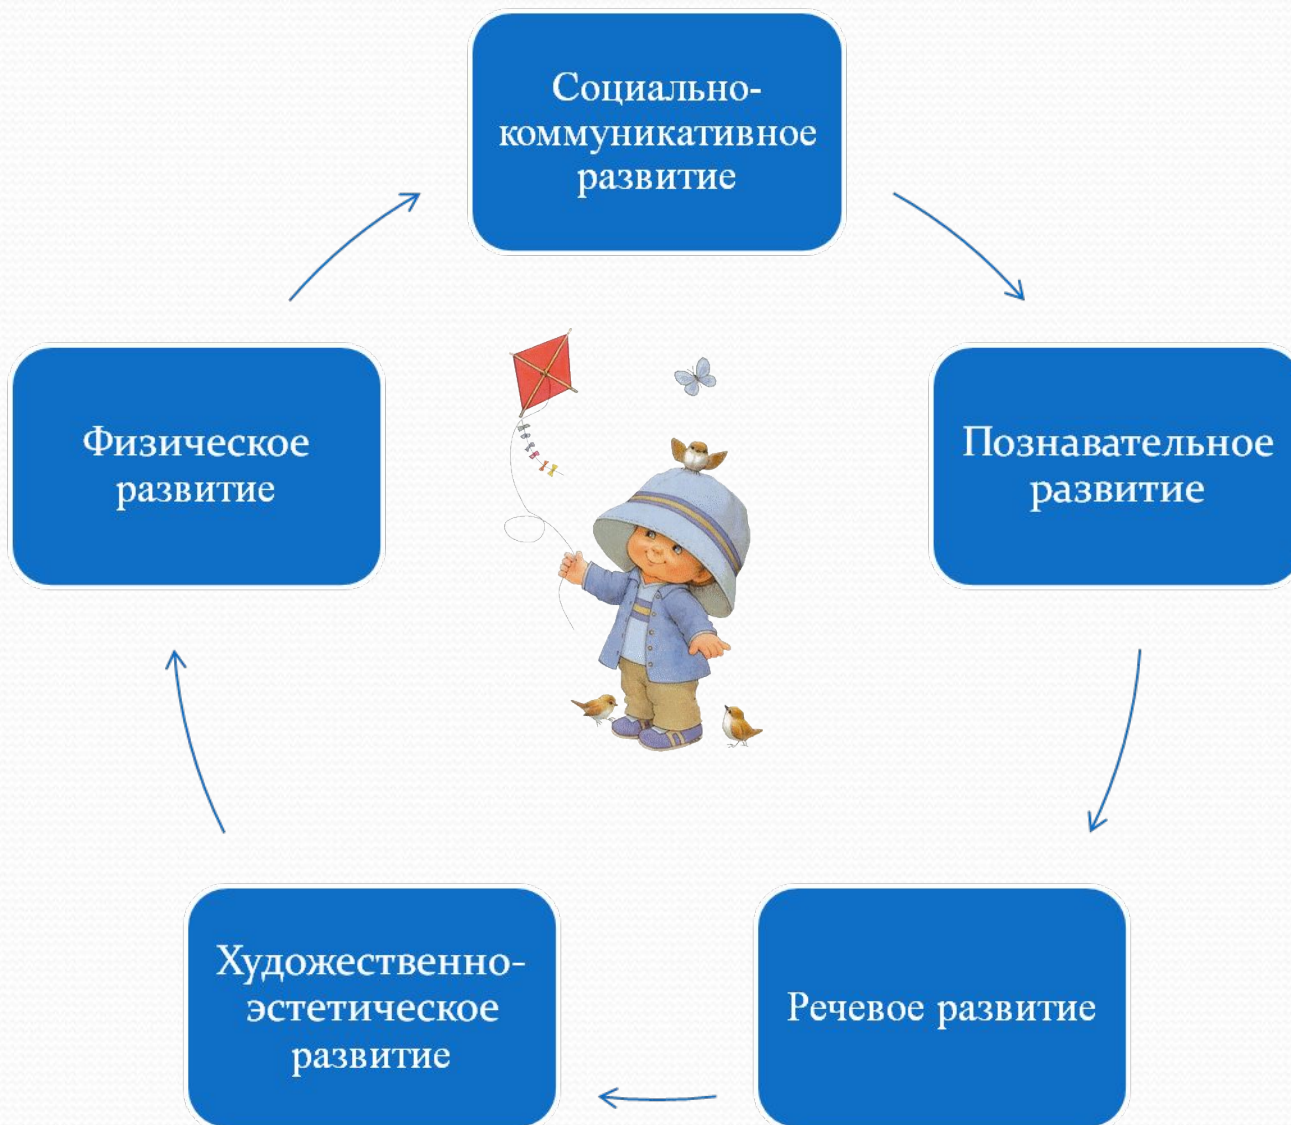 Социально-
коммуникативное
развитие
Познавательное
развитие
Речевое развитие
Художественно-
эстетическое
развитие
Физическое
развитие